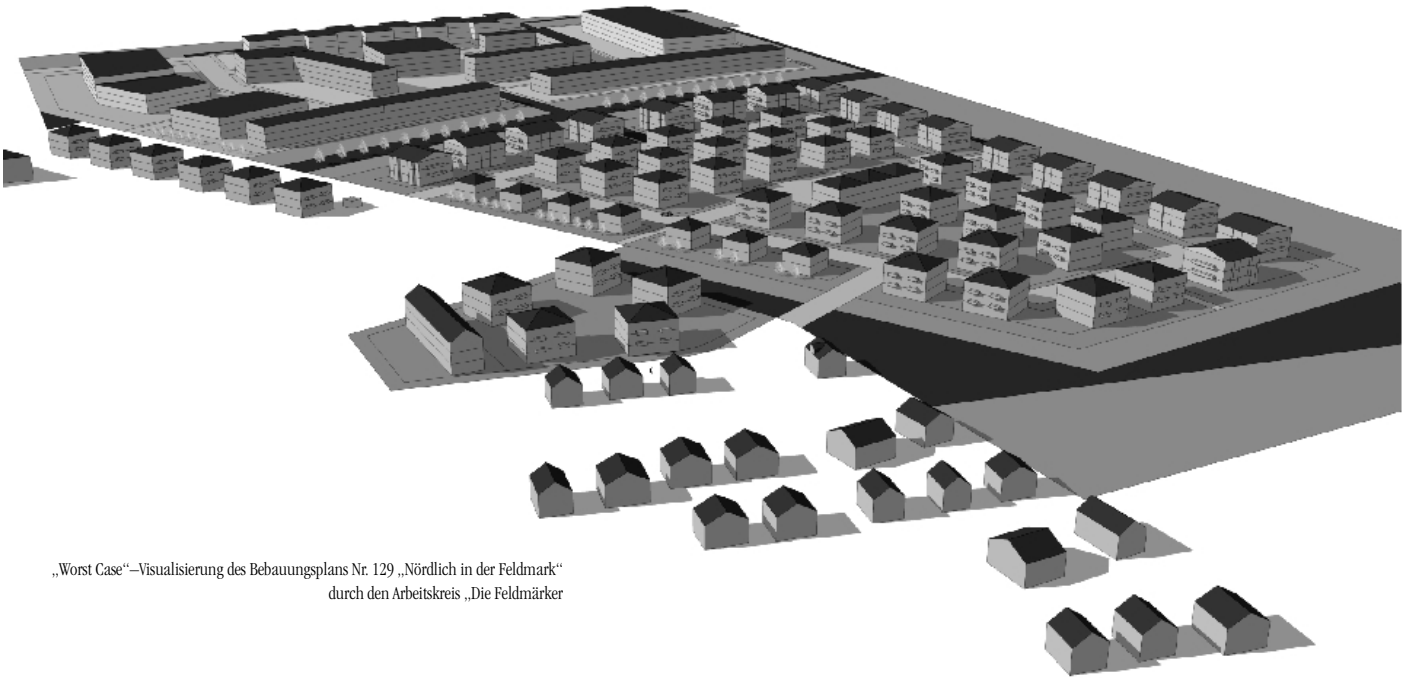 „Worst Case“–Visualisierung des Bebauungsplans Nr. 129 „Nördlich in der Feldmark“
durch den Arbeitskreis „Die Feldmärker